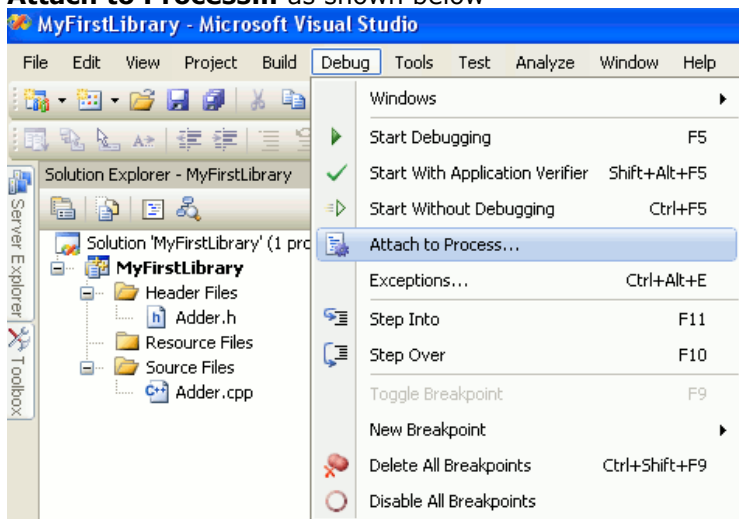 Attach to Process... as shown below
MyFirstLibrary - Microsoft Visual Studio
File Edit View Project Build Debug Tools Test Analyze Window Help
Windows
Start Debugging F5
Start With Application Verifier Shift+Alt+F5
Start Without Debugging Ctrl+F5
Attach to Process...
Exceptions... Ctrl+Alt+E
Step Into F11
Step Over F10
Toggle Breakpoint F9
New Breakpoint
Delete All Breakpoints Ctrl+Shift+F9
Disable All Breakpoints
Solution Explorer - MyFirstLibrary
Solution 'MyFirstLibrary' (1 pro
MyFirstLibrary
Header Files
h Adder.h
Resource Files
Source Files
C++ Adder.cpp
Server Explorer
Toolbox